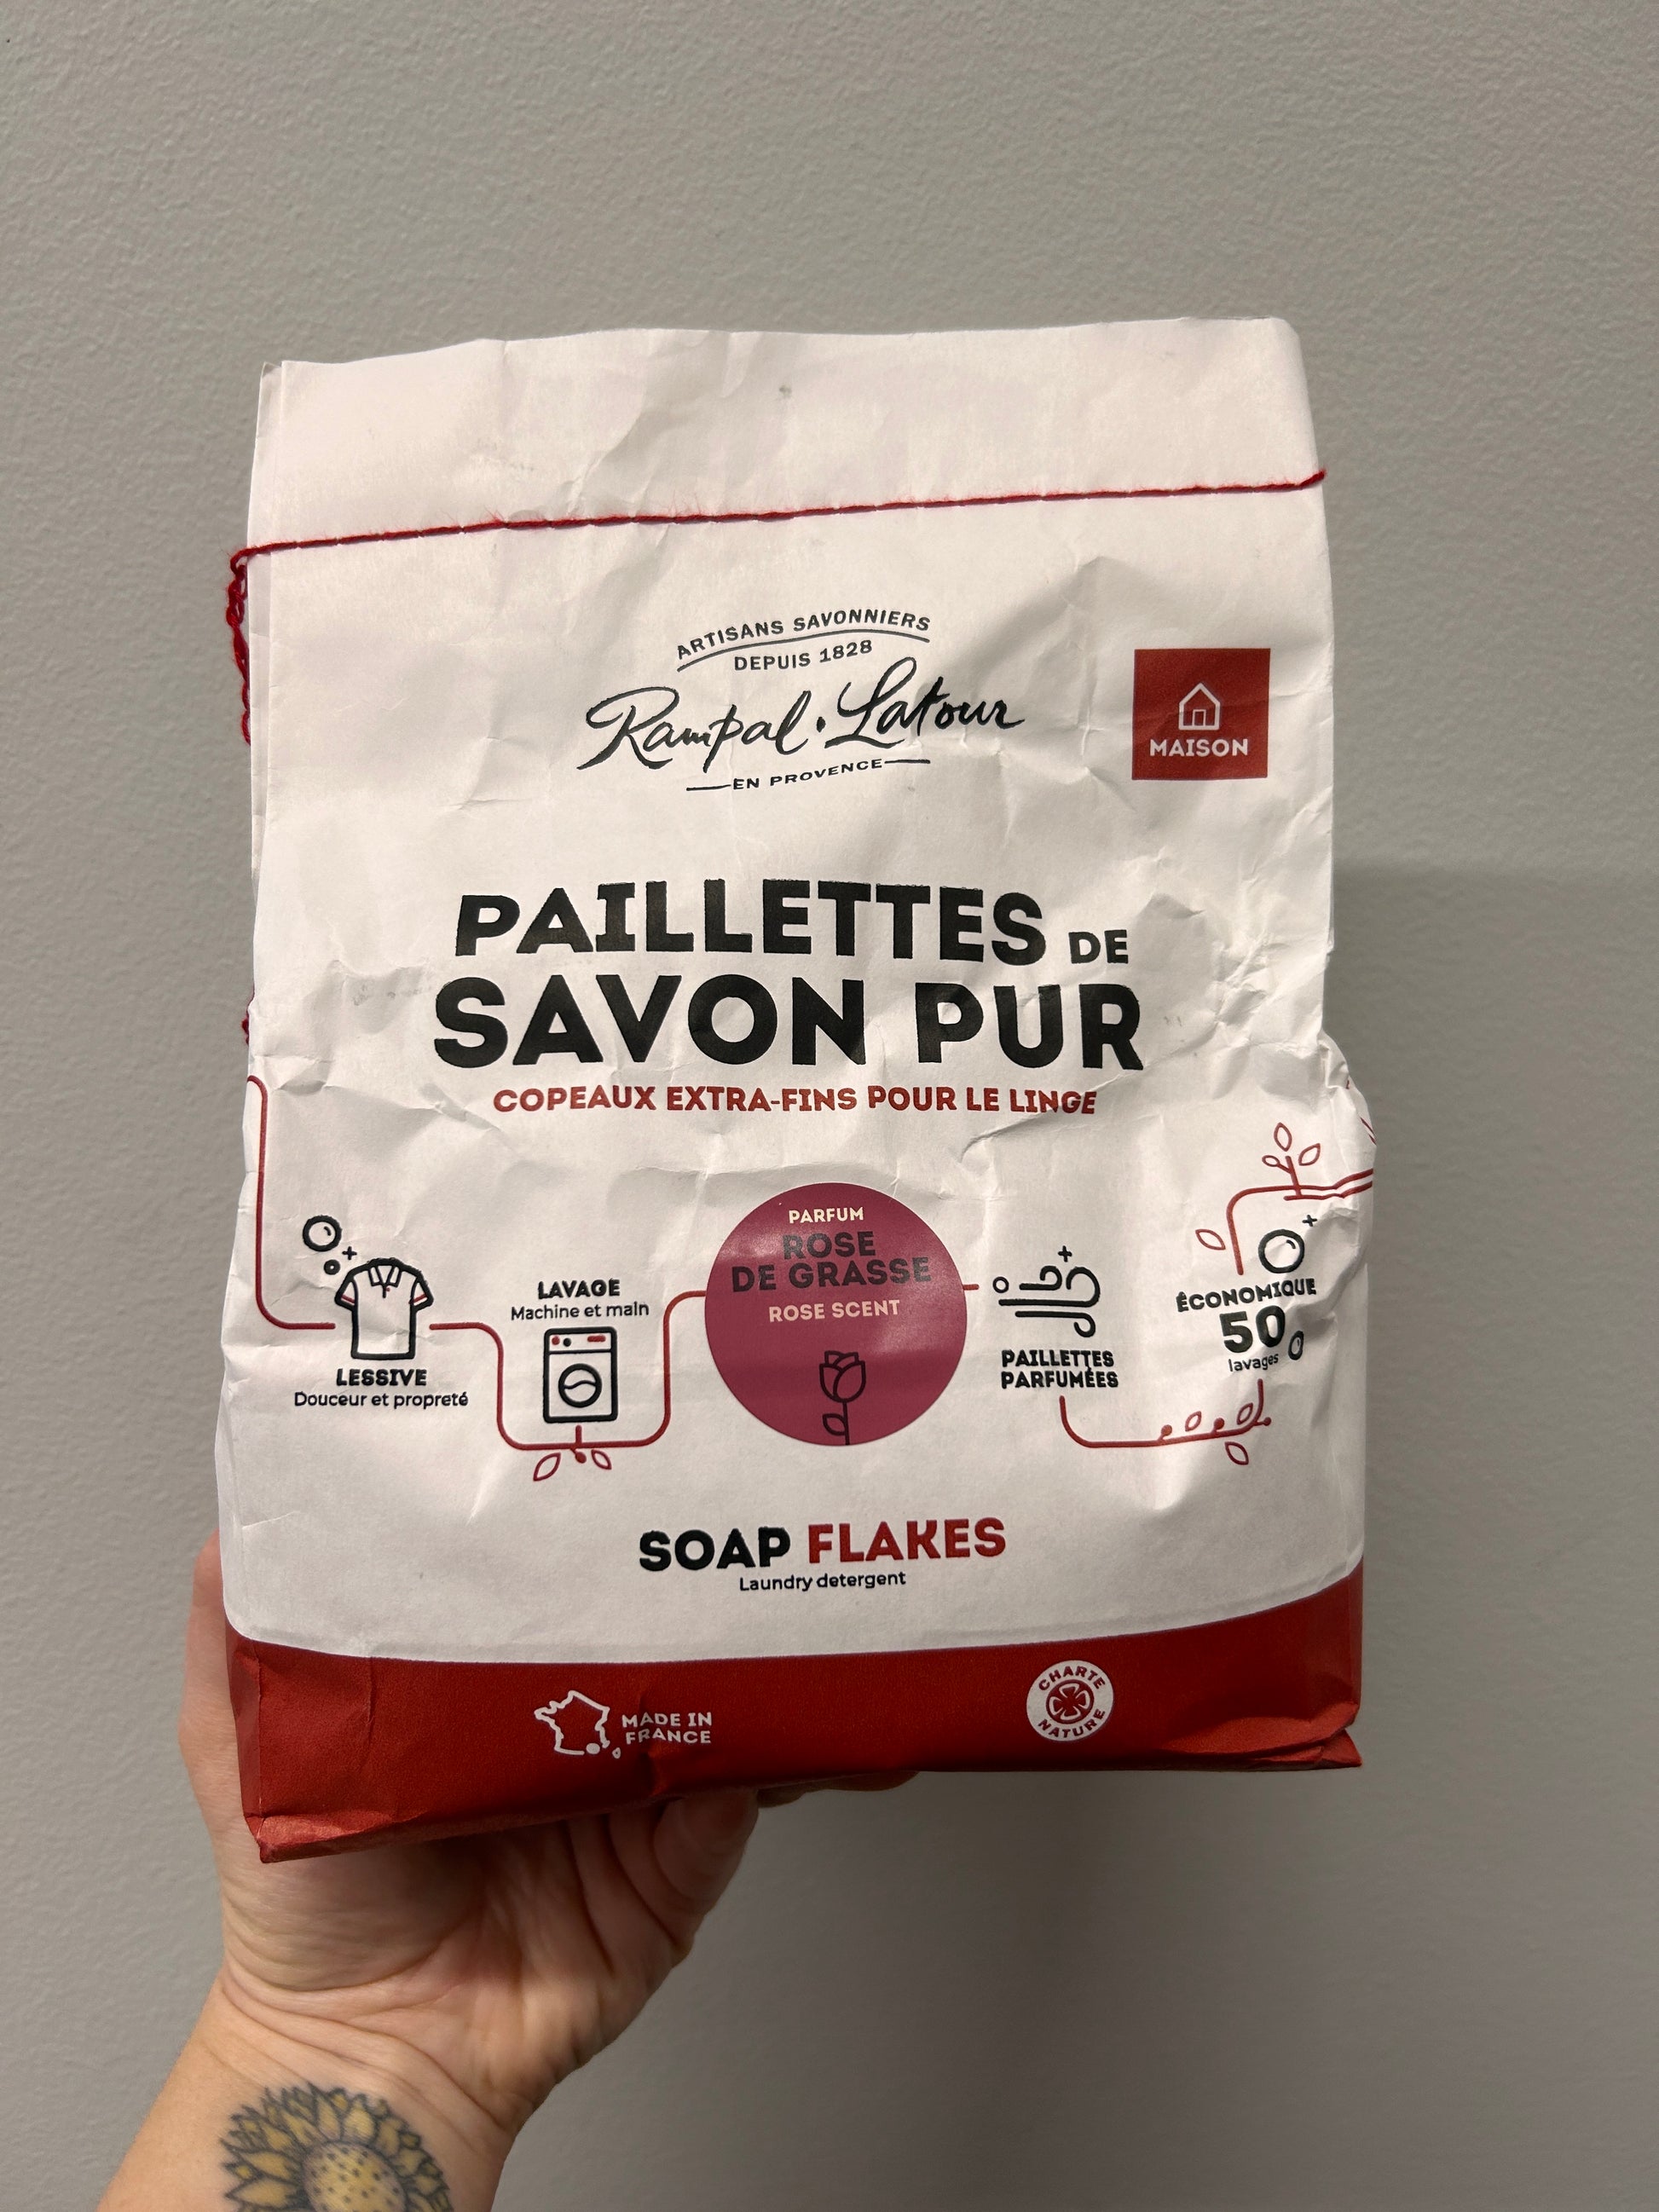 ARTISANS SAVONNIERS
DEPUIS 1828
Rampal·Latour
EN PROVENCE
MAISON
PAILLETTES DE
SAVON PUR
COPEAUX EXTRA-FINS POUR LE LINGE
LESSIVE
Douceur et propreté
LAVAGE
Machine et main
PARFUM
ROSE
DE GRASSE
ROSE SCENT
PAILLETTES
PARFUMÉES
ÉCONOMIQUE
50
lavages
SOAP FLAKES
Laundry detergent
MADE IN
FRANCE
CHARTE
NATURE